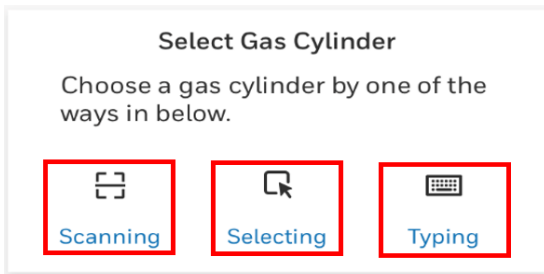 Select Gas Cylinder
Choose a gas cylinder by one of the
ways in below.
Scanning Selecting Typing